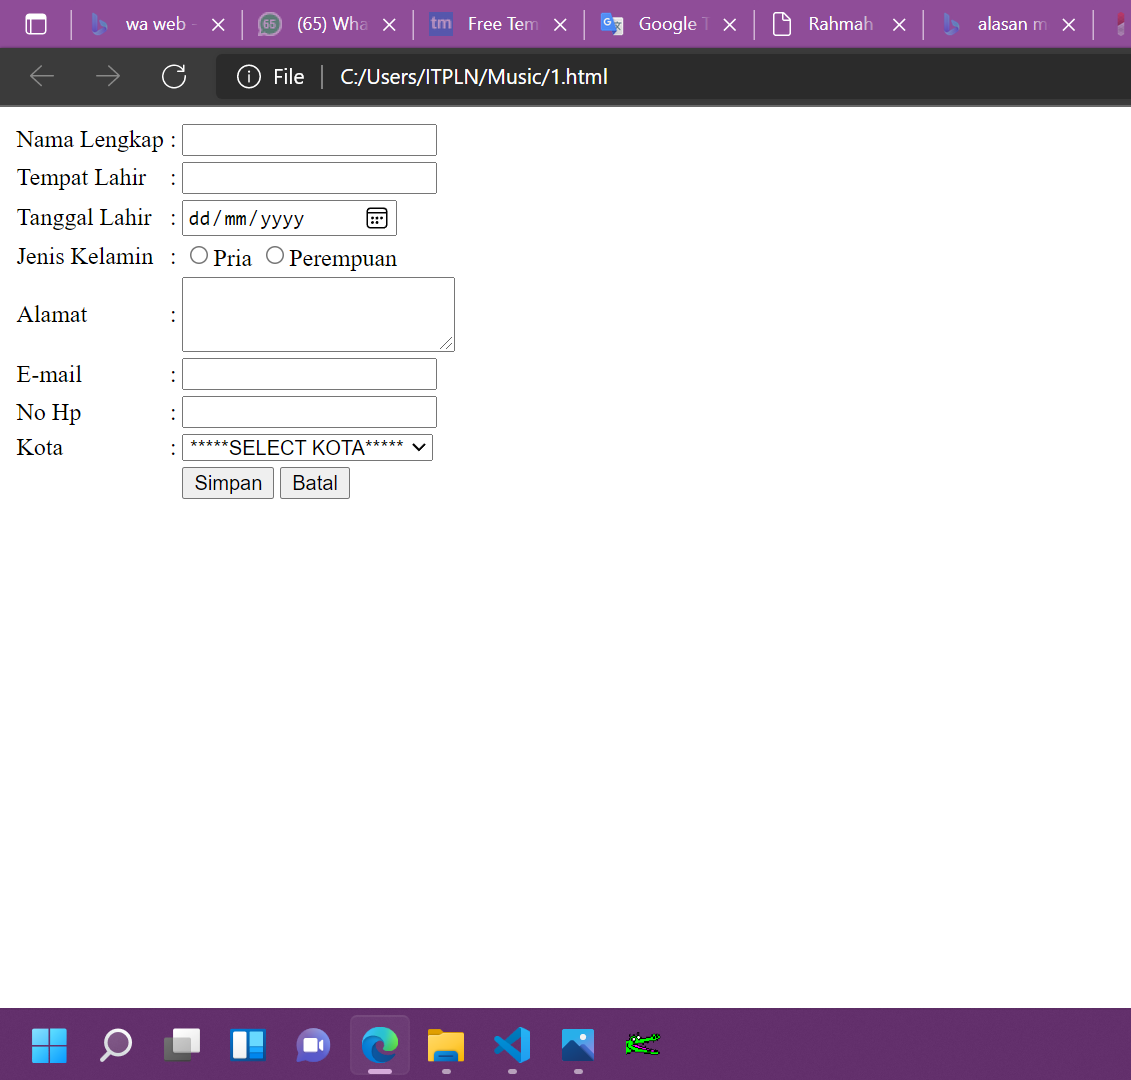 wa web - (65) Wha Free Tem Google T Rahmah alasan m
File C:/Users/ITPLN/Music/1.html
Nama Lengkap :
Tempat Lahir :
Tanggal Lahir : dd/mm/yyyy
Jenis Kelamin : Pria Perempuan
Alamat :
E-mail :
No Hp :
Kota : *****SELECT KOTA*****
Simpan Batal